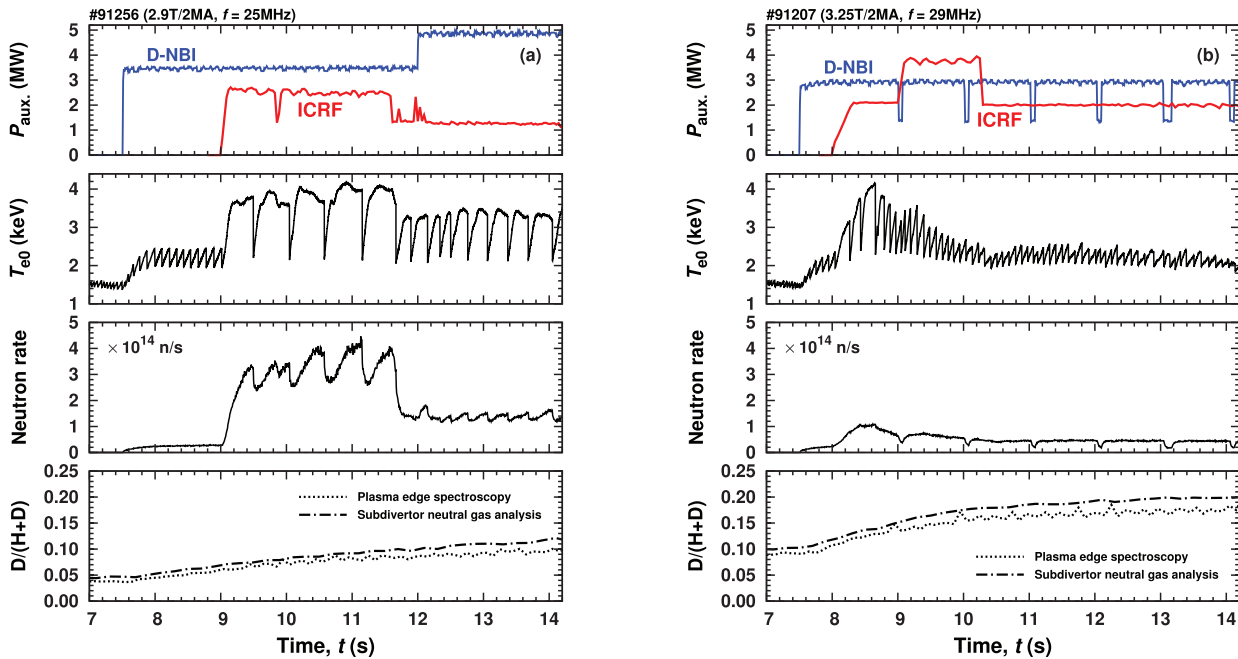 #91256 (2.9T/2MA, f = 25MHz)
P_aux. (MW)
5
4
3
2
1
0
D-NBI
ICRF
(a)
T_e0 (keV)
4
3
2
1
Neutron rate
5
4
3
2
1
0
× 10^14 n/s
D/(H+D)
0.25
0.20
0.15
0.10
0.05
0.00
Plasma edge spectroscopy
Subdivertor neutral gas analysis
7 8 9 10 11 12 13 14
Time, t (s)
#91207 (3.25T/2MA, f = 29MHz)
P_aux. (MW)
5
4
3
2
1
0
D-NBI
ICRF
(b)
T_e0 (keV)
4
3
2
1
Neutron rate
5
4
3
2
1
0
× 10^14 n/s
D/(H+D)
0.25
0.20
0.15
0.10
0.05
0.00
Plasma edge spectroscopy
Subdivertor neutral gas analysis
7 8 9 10 11 12 13 14
Time, t (s)